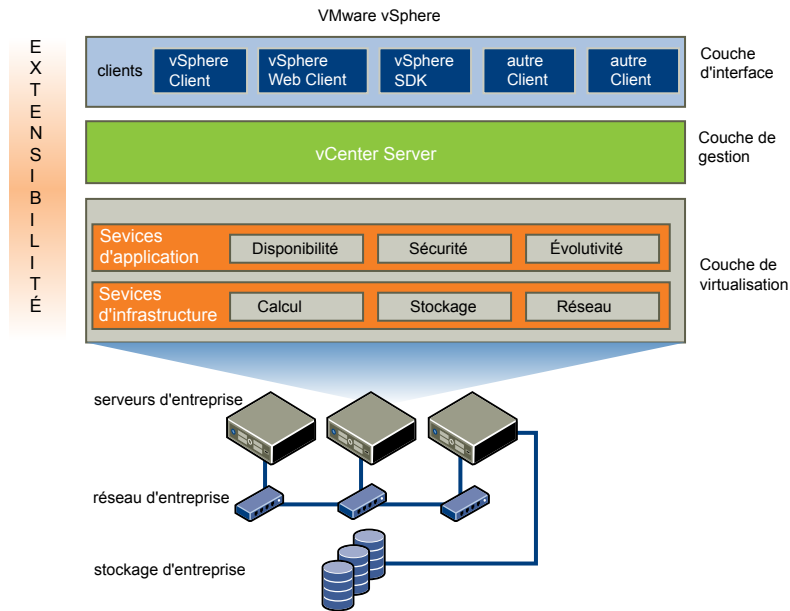 VMware vSphere
E
X
T
E
N
S
I
B
I
L
I
T
É
clients
vSphere
Client
vSphere
Web Client
vSphere
SDK
autre
Client
autre
Client
Couche
d'interface
vCenter Server
Couche de
gestion
Sevices
d'application
Disponibilité
Sécurité
Évolutivité
Sevices
d'infrastructure
Calcul
Stockage
Réseau
Couche de
virtualisation
serveurs d'entreprise
réseau d'entreprise
stockage d'entreprise